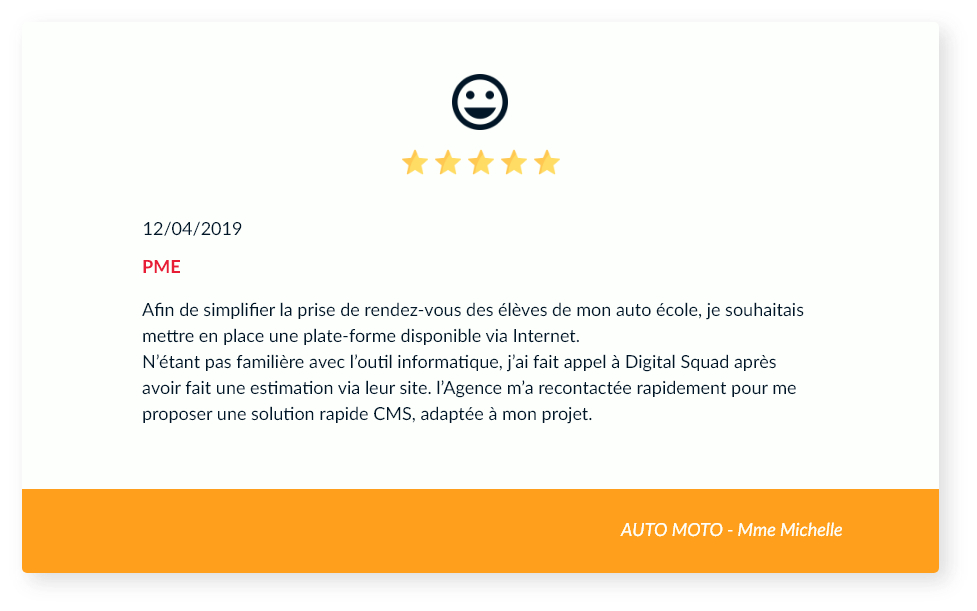 12/04/2019
PME
Afin de simplifier la prise de rendez-vous des élèves de mon auto école, je souhaitais
mettre en place une plate-forme disponible via Internet.
N’étant pas familière avec l’outil informatique, j’ai fait appel à Digital Squad après
avoir fait une estimation via leur site. l’Agence m’a recontactée rapidement pour me
proposer une solution rapide CMS, adaptée à mon projet.
AUTO MOTO - Mme Michelle